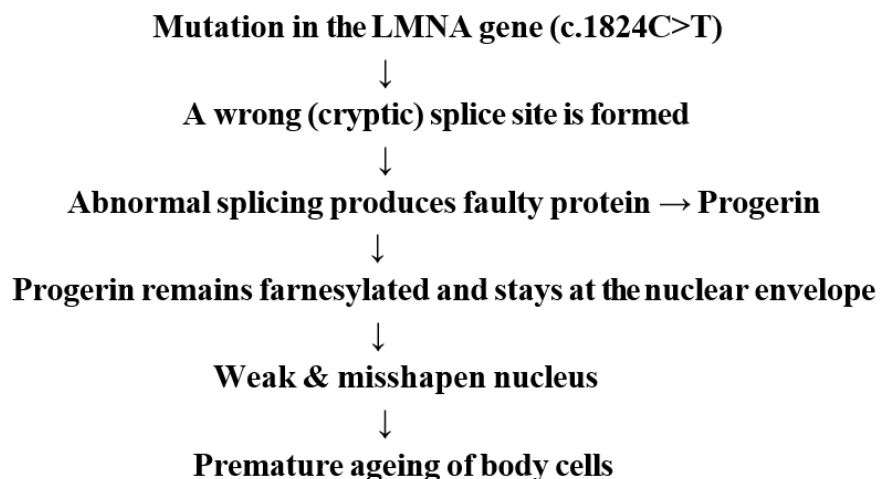 Mutation in the LMNA gene (c.1824C>T)
↓
A wrong (cryptic) splice site is formed
↓
Abnormal splicing produces faulty protein → Progerin
↓
Progerin remains farnesylated and stays at the nuclear envelope
↓
Weak & misshapen nucleus
↓
Premature ageing of body cells